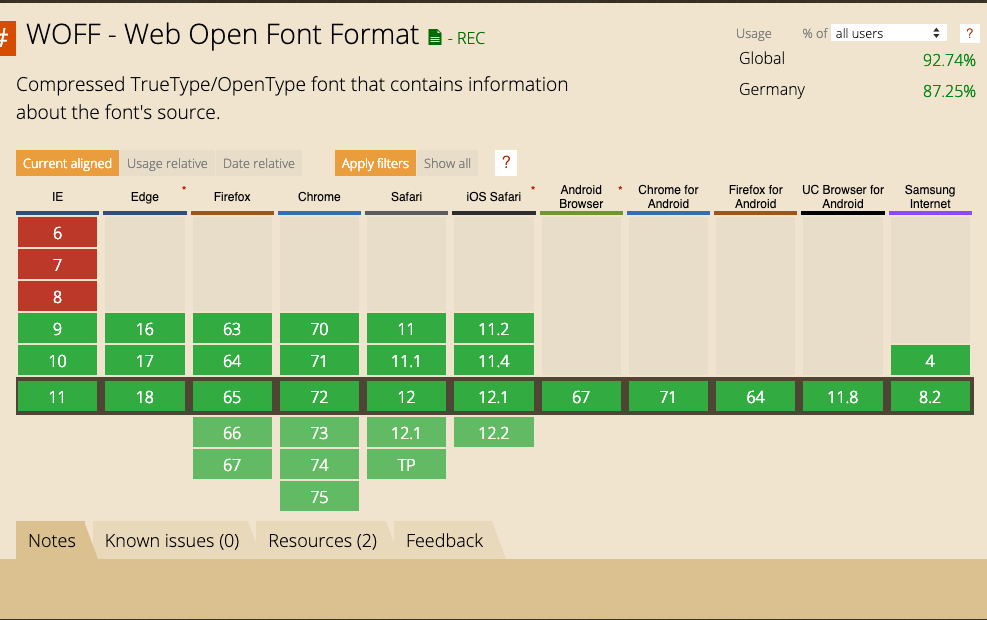 #
WOFF - Web Open Font Format - REC
Usage % of all users ?
Global 92.74%
Germany 87.25%
Compressed TrueType/OpenType font that contains information
about the font's source.
Current aligned Usage relative Date relative Apply filters Show all ?
IE Edge * Firefox Chrome Safari iOS Safari * Android Browser * Chrome for Android Firefox for Android UC Browser for Android Samsung Internet
6
7
8
9 16 63 70 11 11.2
10 17 64 71 11.1 11.4 4
11 18 65 72 12 12.1 67 71 64 11.8 8.2
66 73 12.1 12.2
67 74 TP
75
Notes Known issues (0) Resources (2) Feedback